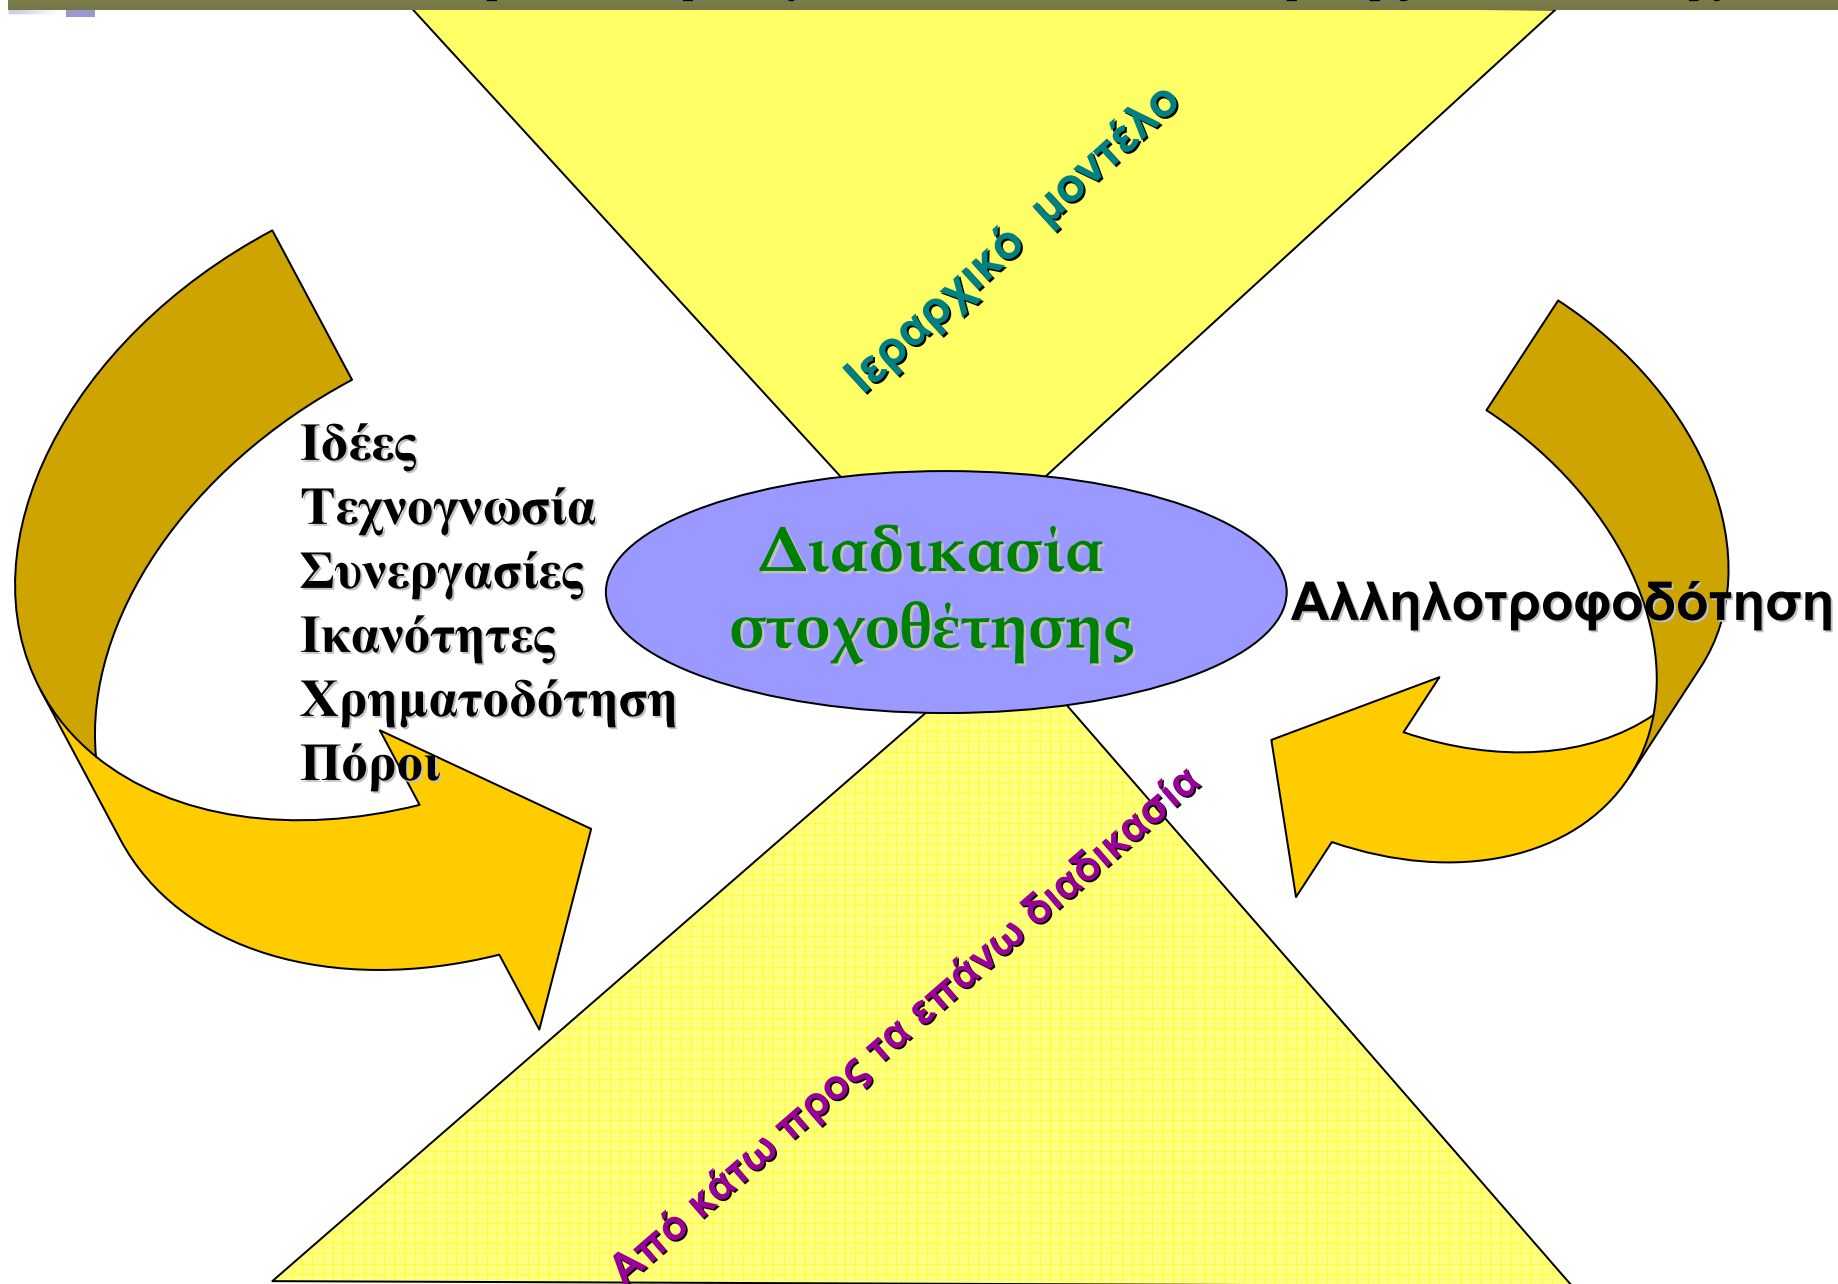 Ιεραρχικό μοντέλο
Ιδέες
Τεχνογνωσία
Συνεργασίες
Ικανότητες
Χρηματοδότηση
Πόροι
Διαδικασία
στοχοθέτησης
Αλληλοτροφοδότηση
Από κάτω προς τα επάνω διαδικασία